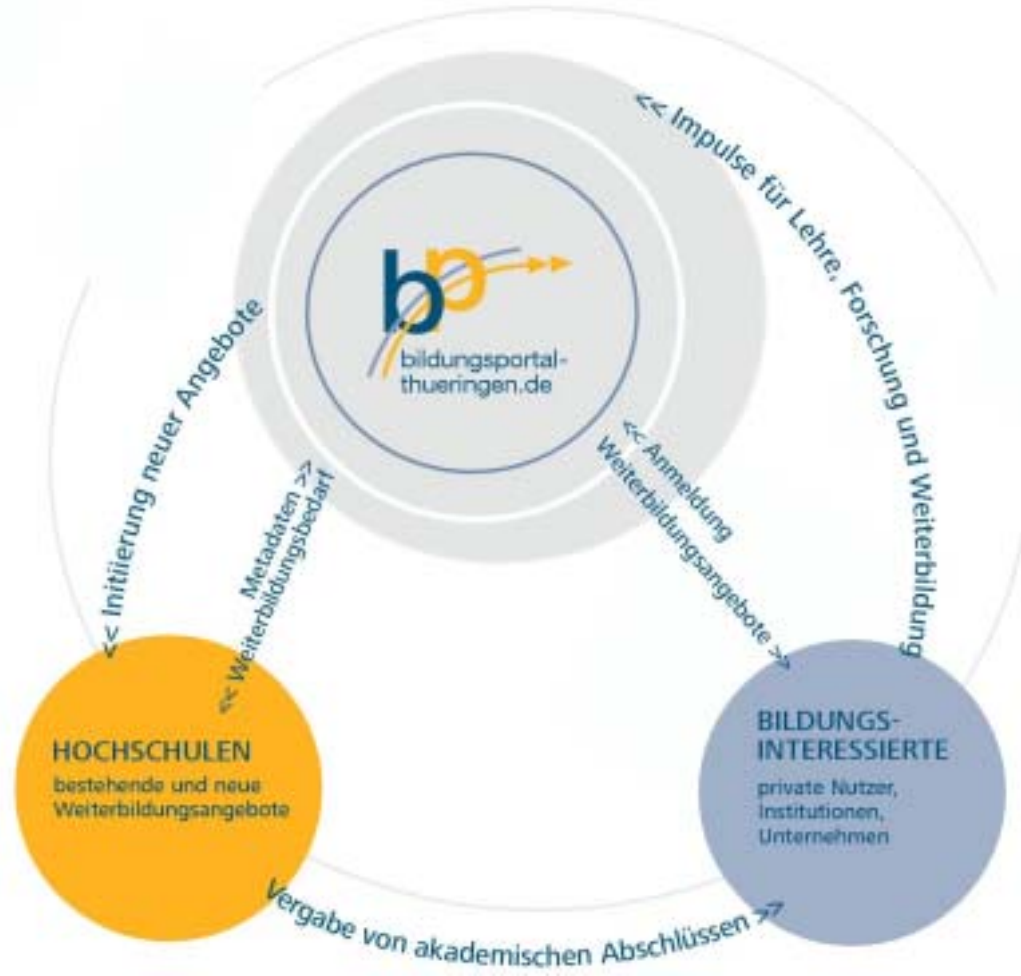 << Impulse für Lehre, Forschung und Weiterbildung
bp
bildungsportal-
thueringen.de
<< Initiierung neuer Angebote
Metadaten >>
<< Weiterbildungsbedarf
<< Anmeldung
Weiterbildungsangebote >>
HOCHSCHULEN
bestehende und neue
Weiterbildungsangebote
BILDUNGS-
INTERESSIERTE
private Nutzer,
Institutionen,
Unternehmen
Vergabe von akademischen Abschlüssen >>